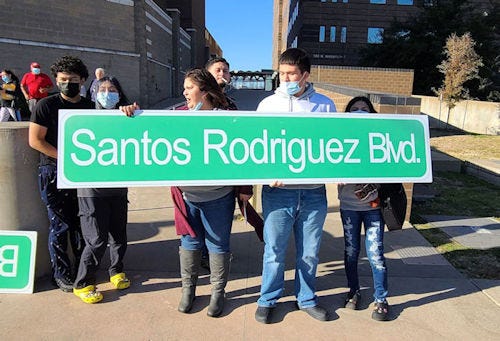 Santos Rodriguez Blvd.
B